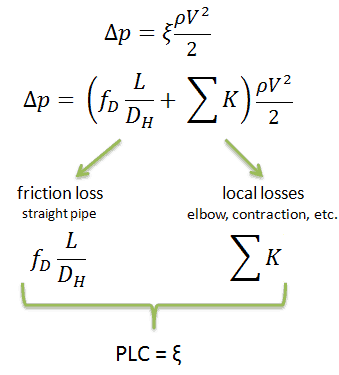 Δp = ξ ρV²/2
Δp = (f_D L/D_H + ∑ K) ρV²/2
friction loss
straight pipe
f_D L/D_H
local losses
elbow, contraction, etc.
∑ K
PLC = ξ